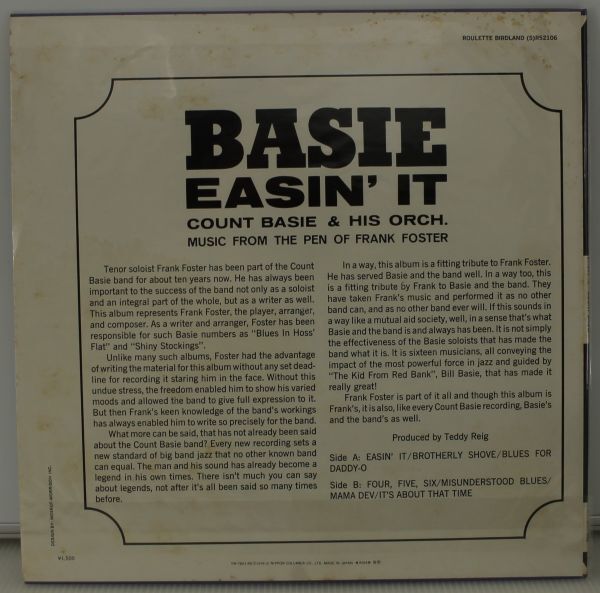 ROULETTE BIRDLAND (S)R52106
BASIE
EASIN' IT
COUNT BASIE & HIS ORCH.
MUSIC FROM THE PEN OF FRANK FOSTER
Tenor soloist Frank Foster has been part of the Count
Basie band for about ten years now. He has always been
important to the success of the band not only as a soloist
and an integral part of the whole, but as a writer as well.
This album represents Frank Foster, the player, arranger,
and composer. As a writer and arranger, Foster has been
responsible for such Basie numbers as "Blues In Hoss'
Flat" and "Shiny Stockings".
Unlike many such albums, Foster had the advantage
of writing the material for this album without any set dead-
line for recording it staring him in the face. Without this
undue stress, the freedom enabled him to show his varied
moods and allowed the band to give full expression to it.
But then Frank's keen knowledge of the band's workings
has always enabled him to write so precisely for the band.
What more can be said, that has not already been said
about the Count Basie band? Every new recording sets a
new standard of big band jazz that no other known band
can equal. The man and his sound has already become a
legend in his own times. There isn't much you can say
about legends, not after it's all been said so many times
before.
In a way, this album is a fitting tribute to Frank Foster.
He has served Basie and the band well. In a way too, this
is a fitting tribute by Frank to Basie and the band. They
have taken Frank's music and performed it as no other
band can, and as no other band ever will. If this sounds in
a way like a mutual aid society, well, in a sense that's what
Basie and the band is and always has been. It is not simply
the effectiveness of the Basie soloists that has made the
band what it is. It is sixteen musicians, all conveying the
impact of the most powerful force in jazz and guided by
"The Kid From Red Bank", Bill Basie, that has made it
really great!
Frank Foster is part of it all and though this album is
Frank's, it is also, like every Count Basie recording, Basie's
and the band's as well.
Produced by Teddy Reig
Side A: EASIN' IT/BROTHERLY SHOVE/BLUES FOR
DADDY-O
Side B: FOUR, FIVE, SIX/MISUNDERSTOOD BLUES/
MAMA DEV/IT'S ABOUT THAT TIME
DESIGN BY: MORRISON INC.
¥1,500
NIPPON COLUMBIA CO., LTD. MADE IN JAPAN